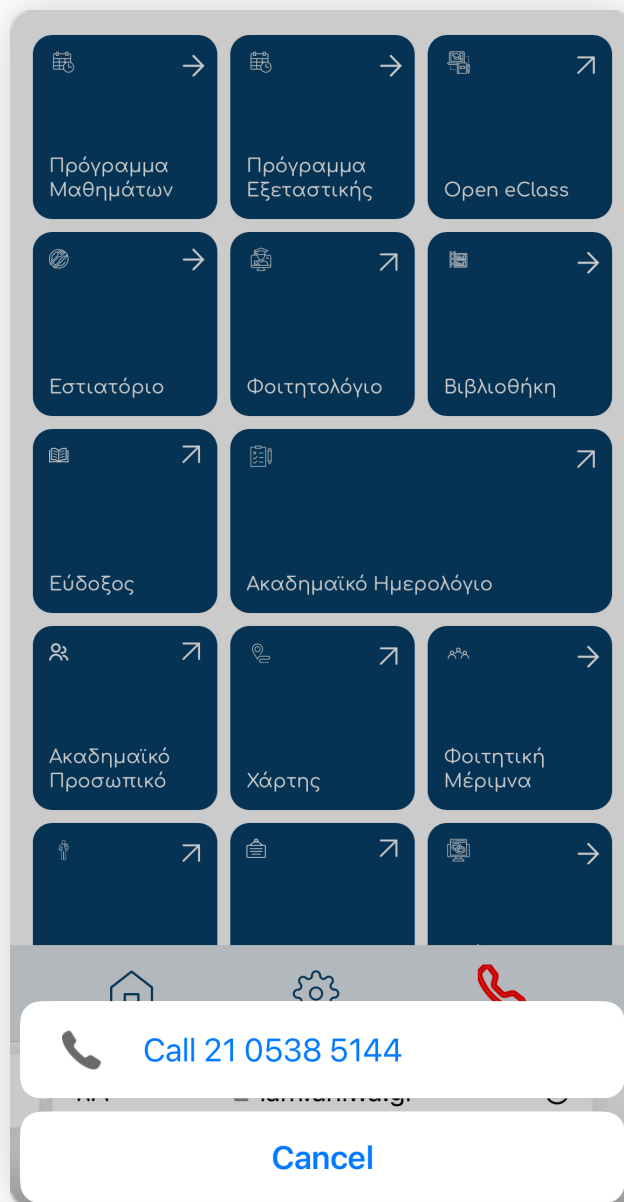 Πρόγραμμα
Μαθημάτων
Πρόγραμμα
Εξεταστικής
Open eClass
Εστιατόριο
Φοιτητολόγιο
Βιβλιοθήκη
Εύδοξος
Ακαδημαϊκό Ημερολόγιο
Ακαδημαϊκό
Προσωπικό
Χάρτης
Φοιτητική
Μέριμνα
Call 21 0538 5144
Cancel